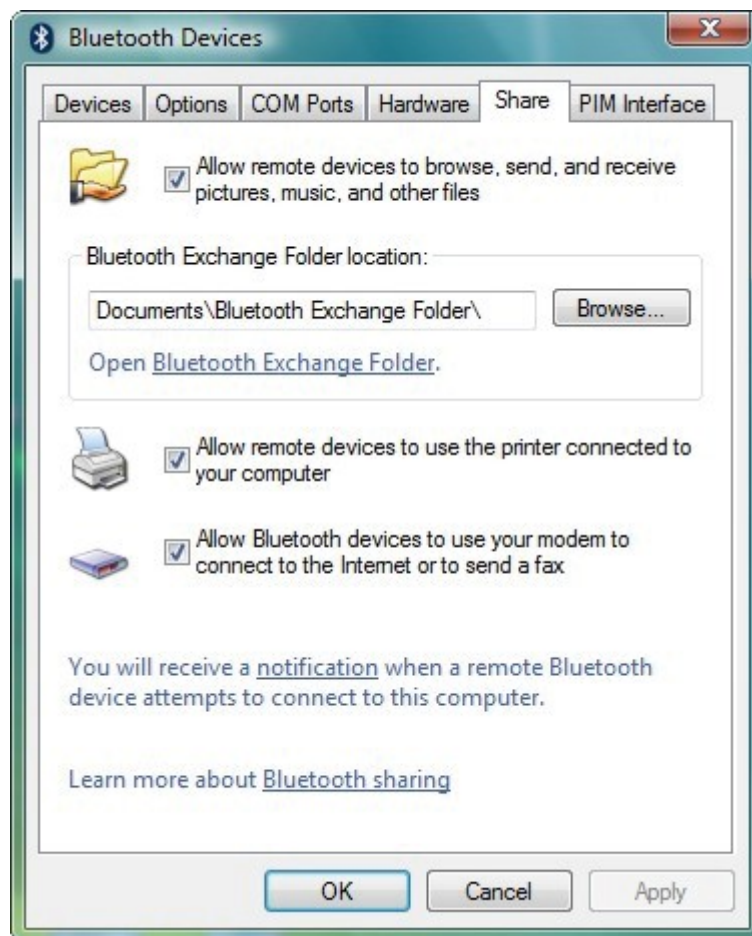 Bluetooth Devices
Devices Options COM Ports Hardware Share PIM Interface
Allow remote devices to browse, send, and receive
pictures, music, and other files
Bluetooth Exchange Folder location:
Documents\Bluetooth Exchange Folder\ Browse...
Open Bluetooth Exchange Folder.
Allow remote devices to use the printer connected to
your computer
Allow Bluetooth devices to use your modem to
connect to the Internet or to send a fax
You will receive a notification when a remote Bluetooth
device attempts to connect to this computer.
Learn more about Bluetooth sharing
OK Cancel Apply